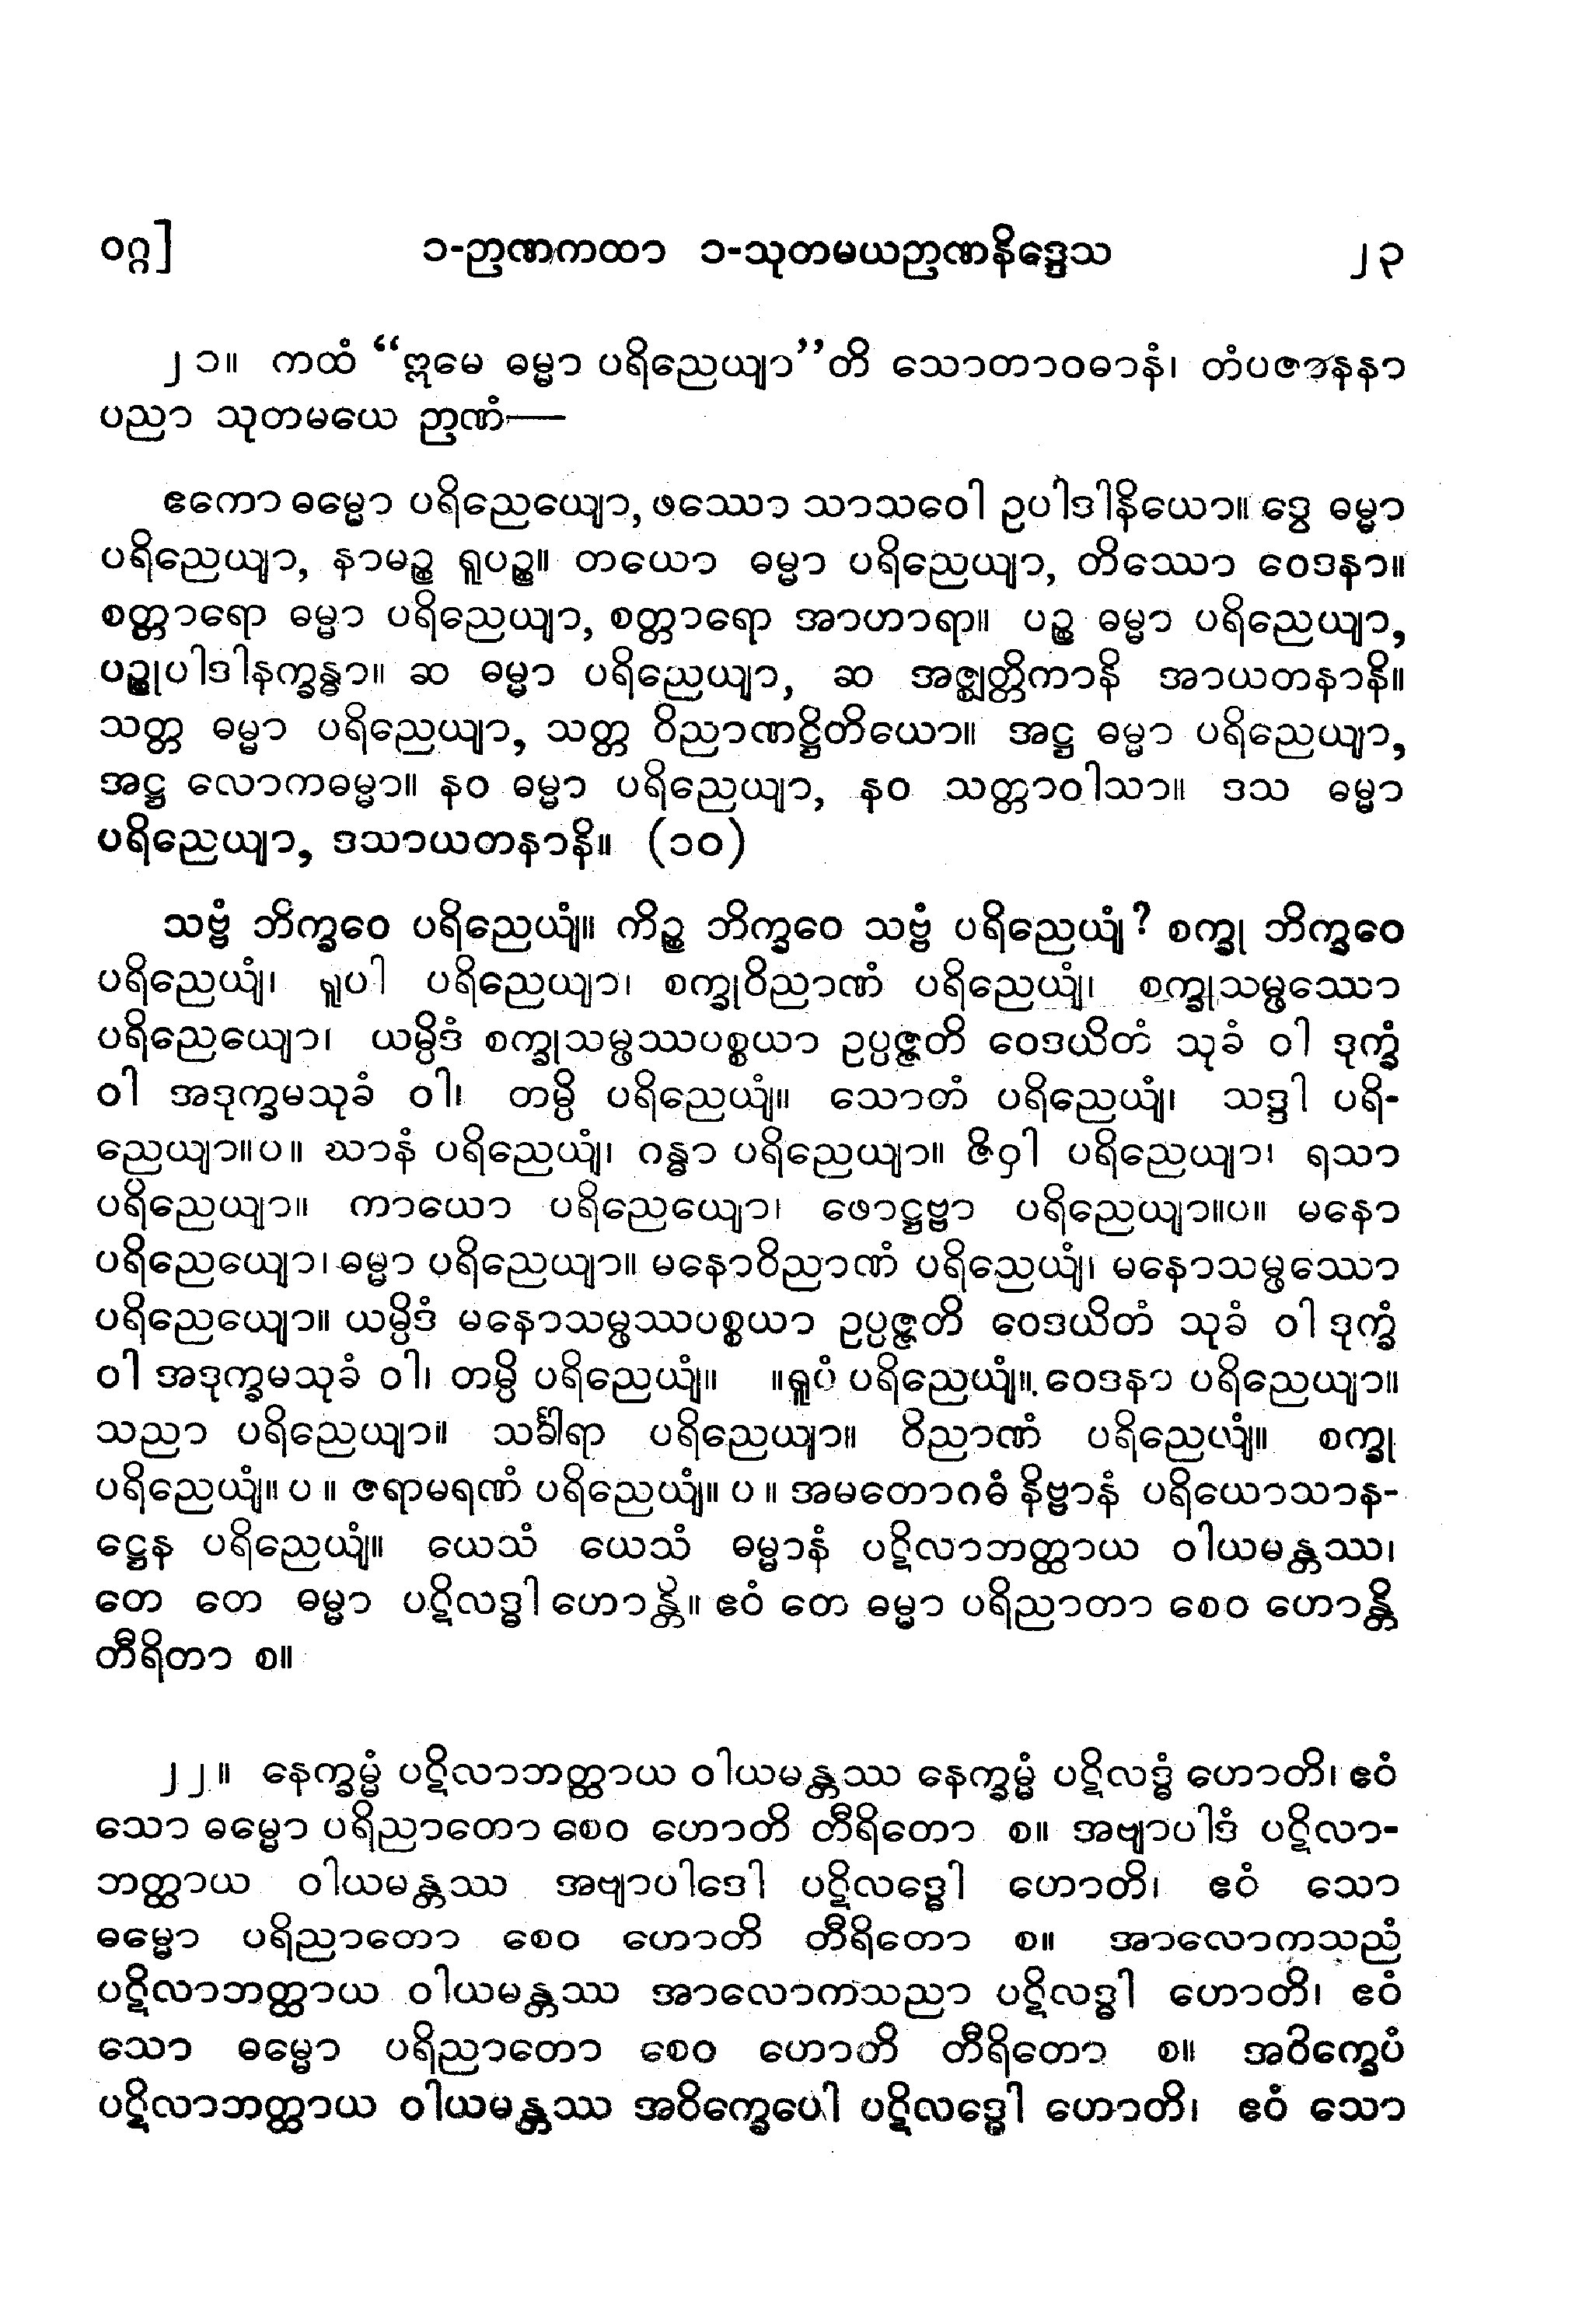 ဝဂ္ဂ] ၁-ဉာဏကထာ ၁-သုတမယဉာဏနိဒ္ဒေသ ၂၃
၂၁။ ကထံ “ဣမေ ဓမ္မာ ပရိညေယျာ”တိ သောတာဝဓာနံ၊ တံပဇာနနာ
ပညာ သုတမယေ ဉာဏံ—
ဧကော ဓမ္မော ပရိညေယျော, ဖဿော သာသဝေါ ဥပါဒါနိယော။ ဒွေ ဓမ္မာ
ပရိညေယျာ, နာမဉ္စ ရူပဉ္စ။ တယော ဓမ္မာ ပရိညေယျာ, တိဿော ဝေဒနာ။
စတ္တာရော ဓမ္မာ ပရိညေယျာ, စတ္တာရော အာဟာရာ။ ပဉ္စ ဓမ္မာ ပရိညေယျာ,
ပဉ္စုပါဒါနက္ခန္ဓာ။ ဆ ဓမ္မာ ပရိညေယျာ, ဆ အဇ္ဈတ္တိကာနိ အာယတနာနိ။
သတ္တ ဓမ္မာ ပရိညေယျာ, သတ္တ ဝိညာဏဋ္ဌိတိယော။ အဋ္ဌ ဓမ္မာ ပရိညေယျာ,
အဋ္ဌ လောကဓမ္မာ။ နဝ ဓမ္မာ ပရိညေယျာ, နဝ သတ္တာဝါသာ။ ဒသ ဓမ္မာ
ပရိညေယျာ, ဒသာယတနာနိ။ (၁၀)
သဗ္ဗံ ဘိက္ခဝေ ပရိညေယျံ။ ကိဉ္စ ဘိက္ခဝေ သဗ္ဗံ ပရိညေယျံ? စက္ခု ဘိက္ခဝေ
ပရိညေယျံ၊ ရူပါ ပရိညေယျာ၊ စက္ခုဝိညာဏံ ပရိညေယျံ၊ စက္ခုသမ္ဖဿော
ပရိညေယျော၊ ယမ္ပိဒံ စက္ခုသမ္ဖဿပစ္စယာ ဥပ္ပဇ္ဇတိ ဝေဒယိတံ သုခံ ဝါ ဒုက္ခံ
ဝါ အဒုက္ခမသုခံ ဝါ၊ တမ္ပိ ပရိညေယျံ။ သောတံ ပရိညေယျံ၊ သဒ္ဒါ ပရိ-
ညေယျာ။ပ။ ဃာနံ ပရိညေယျံ၊ ဂန္ဓာ ပရိညေယျာ။ ဇိဝှါ ပရိညေယျာ၊ ရသာ
ပရိညေယျာ။ ကာယော ပရိညေယျော၊ ဖောဋ္ဌဗ္ဗာ ပရိညေယျာ။ပ။ မနော
ပရိညေယျော၊ ဓမ္မာ ပရိညေယျာ။ မနောဝိညာဏံ ပရိညေယျံ၊ မနောသမ္ဖဿော
ပရိညေယျော။ ယမ္ပိဒံ မနောသမ္ဖဿပစ္စယာ ဥပ္ပဇ္ဇတိ ဝေဒယိတံ သုခံ ဝါ ဒုက္ခံ
ဝါ အဒုက္ခမသုခံ ဝါ၊ တမ္ပိ ပရိညေယျံ။ ။ရူပံ ပရိညေယျံ။ ဝေဒနာ ပရိညေယျာ။
သညာ ပရိညေယျာ။ သင်္ခါရာ ပရိညေယျာ။ ဝိညာဏံ ပရိညေယျံ။ စက္ခု
ပရိညေယျံ။ ပ ။ ဇရာမရဏံ ပရိညေယျံ။ ပ ။ အမတောဂဓံ နိဗ္ဗာနံ ပရိယောသာန-
ဋ္ဌေန ပရိညေယျံ။ ယေသံ ယေသံ ဓမ္မာနံ ပဋိလာဘတ္ထာယ ဝါယမန္တဿ၊
တေ တေ ဓမ္မာ ပဋိလဒ္ဓါ ဟောန္တိ။ ဧဝံ တေ ဓမ္မာ ပရိညာတာ စေဝ ဟောန္တိ
တီရိတာ စ။
၂၂။ နေက္ခမ္မံ ပဋိလာဘတ္ထာယ ဝါယမန္တဿ နေက္ခမ္မံ ပဋိလဒ္ဓံ ဟောတိ၊ ဧဝံ
သော ဓမ္မော ပရိညာတော စေဝ ဟောတိ တီရိတော စ။ အဗျာပါဒံ ပဋိလာ-
ဘတ္ထာယ ဝါယမန္တဿ အဗျာပါဒေါ ပဋိလဒ္ဓေါ ဟောတိ၊ ဧဝံ သော
ဓမ္မော ပရိညာတော စေဝ ဟောတိ တီရိတော စ။ အာလောကသညံ
ပဋိလာဘတ္ထာယ ဝါယမန္တဿ အာလောကသညာ ပဋိလဒ္ဓါ ဟောတိ၊ ဧဝံ
သော ဓမ္မော ပရိညာတော စေဝ ဟောတိ တီရိတော စ။ အဝိက္ခေပံ
ပဋိလာဘတ္ထာယ ဝါယမန္တဿ အဝိက္ခေပေါ ပဋိလဒ္ဓေါ ဟောတိ၊ ဧဝံ သော